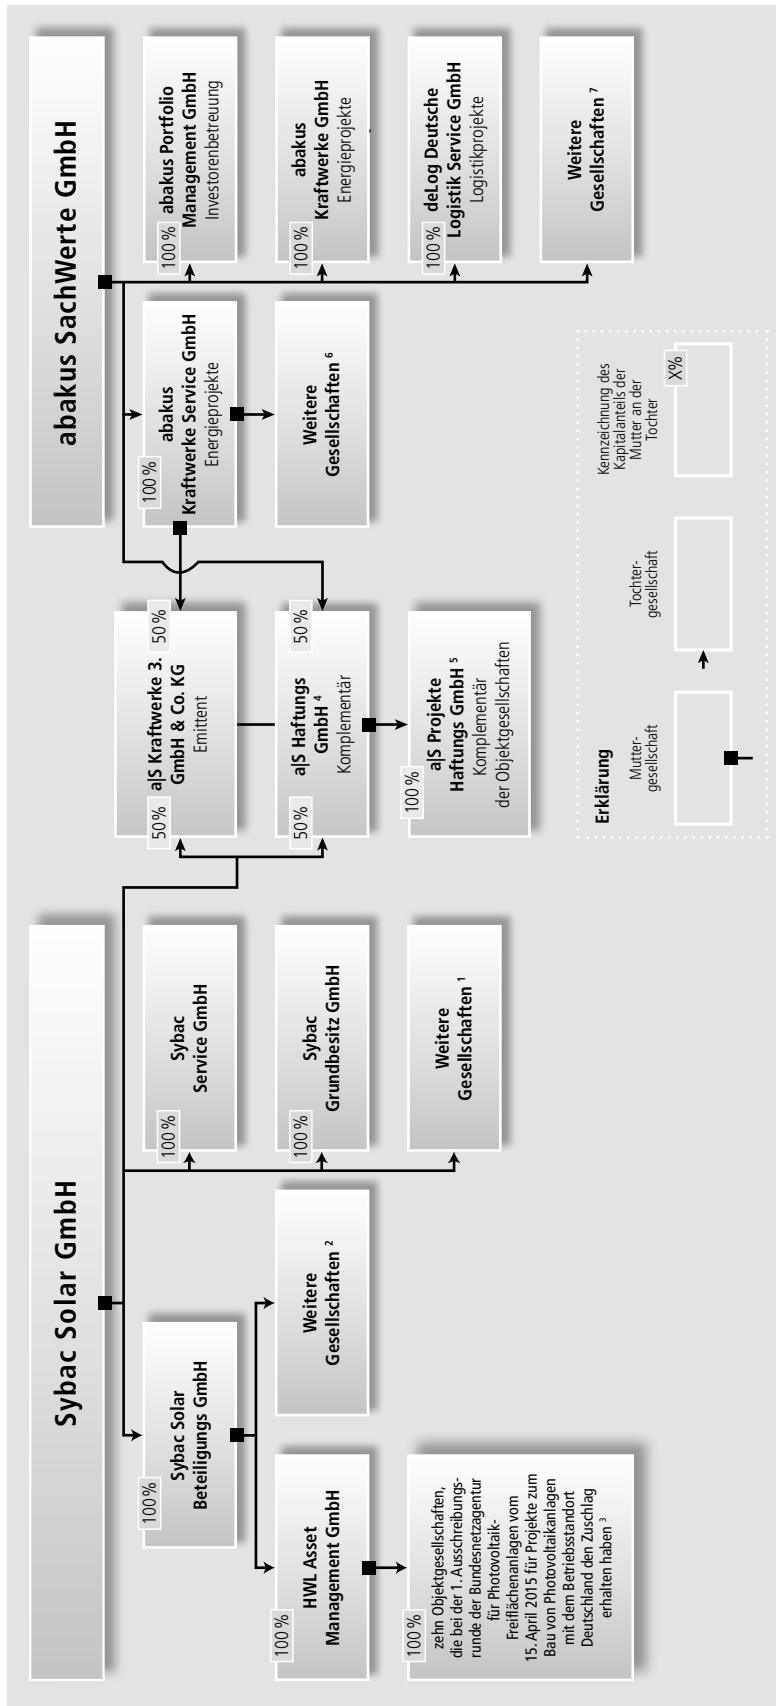 Sybac Solar GmbH
100 %
Sybac Solar
Beteiligungs GmbH
100 %
HWL Asset
Management GmbH
100 %
zehn Objektgesellschaften,
die bei der 1. Ausschreibungs-
runde der Bundesnetzagentur
für Photovoltaik-
Freiflächenanlagen vom
15. April 2015 für Projekte zum
Bau von Photovoltaikanlagen
mit dem Betriebsstandort
Deutschland den Zuschlag
erhalten haben ³
Weitere
Gesellschaften ²
100 %
Sybac
Service GmbH
100 %
Sybac
Grundbesitz GmbH
Weitere
Gesellschaften ¹
50 %
a|S Kraftwerke 3.
GmbH & Co. KG
Emittent
50 %
50 %
a|S Haftungs
GmbH ⁴
Komplementär
50 %
100 %
a|S Projekte
Haftungs GmbH ⁵
Komplementär
der Objektgesellschaften
abakus SachWerte GmbH
100 %
abakus
Kraftwerke Service GmbH
Energieprojekte
Weitere
Gesellschaften ⁶
100 %
abakus Portfolio
Management GmbH
Investorenbetreuung
100 %
abakus
Kraftwerke GmbH
Energieprojekte
100 %
deLog Deutsche
Logistik Service GmbH
Logistikprojekte
Weitere
Gesellschaften ⁷
Erklärung
Mutter-
gesellschaft
Tochter-
gesellschaft
Kennzeichnung des
Kapitalanteils der
Mutter an der
Tochter
X%